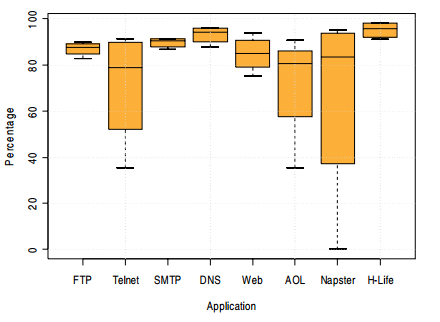 100
80
60
40
20
0
Percentage
FTP Telnet SMTP DNS Web AOL Napster H-Life
Application